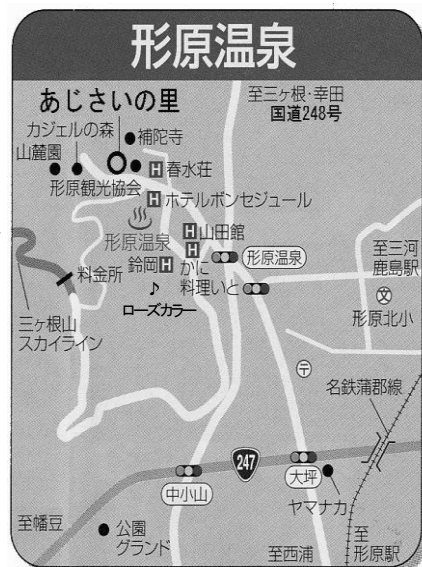 形原温泉
あじさいの里
至三ヶ根・幸田
国道248号
カジェルの森
補陀寺
山麓園
形原観光協会
H春水荘
Hホテルボンセジュール
形原温泉
H山田館
H
鈴岡H
かに
料理いと
形原温泉
至三河
鹿島駅
料金所
♪
ローズカラー
文
形原北小
三ヶ根山
スカイライン
〒
名鉄蒲郡線
247
中小山
大坪
ヤマナカ
至幡豆
公園
グランド
至西浦
至
形原駅